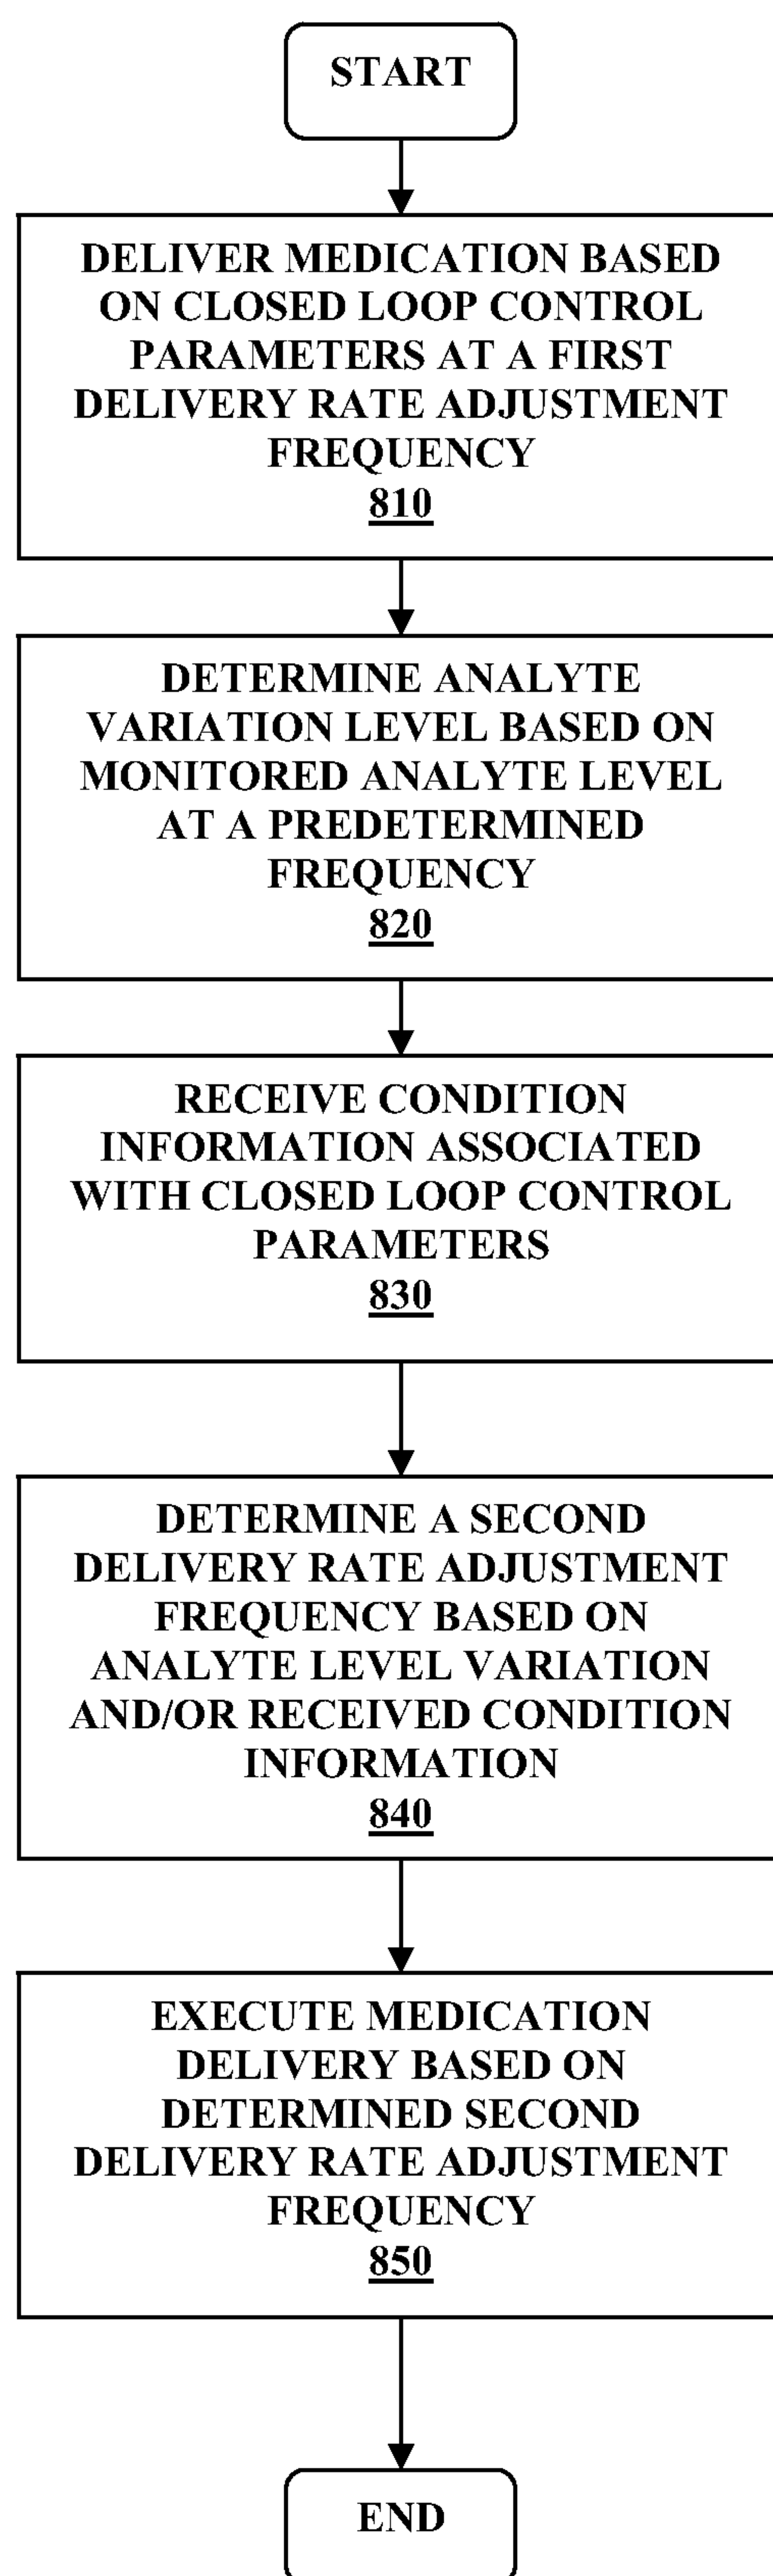 START
DELIVER MEDICATION BASED
ON CLOSED LOOP CONTROL
PARAMETERS AT A FIRST
DELIVERY RATE ADJUSTMENT
FREQUENCY
810
DETERMINE ANALYTE
VARIATION LEVEL BASED ON
MONITORED ANALYTE LEVEL
AT A PREDETERMINED
FREQUENCY
820
RECEIVE CONDITION
INFORMATION ASSOCIATED
WITH CLOSED LOOP CONTROL
PARAMETERS
830
DETERMINE A SECOND
DELIVERY RATE ADJUSTMENT
FREQUENCY BASED ON
ANALYTE LEVEL VARIATION
AND/OR RECEIVED CONDITION
INFORMATION
840
EXECUTE MEDICATION
DELIVERY BASED ON
DETERMINED SECOND
DELIVERY RATE ADJUSTMENT
FREQUENCY
850
END